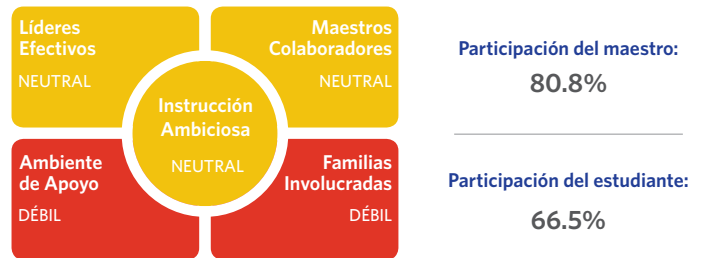 Líderes
Efectivos
NEUTRAL
Maestros
Colaboradores
NEUTRAL
Instrucción
Ambiciosa
NEUTRAL
Ambiente
de Apoyo
DÉBIL
Familias
Involucradas
DÉBIL
Participación del maestro:
80.8%
Participación del estudiante:
66.5%